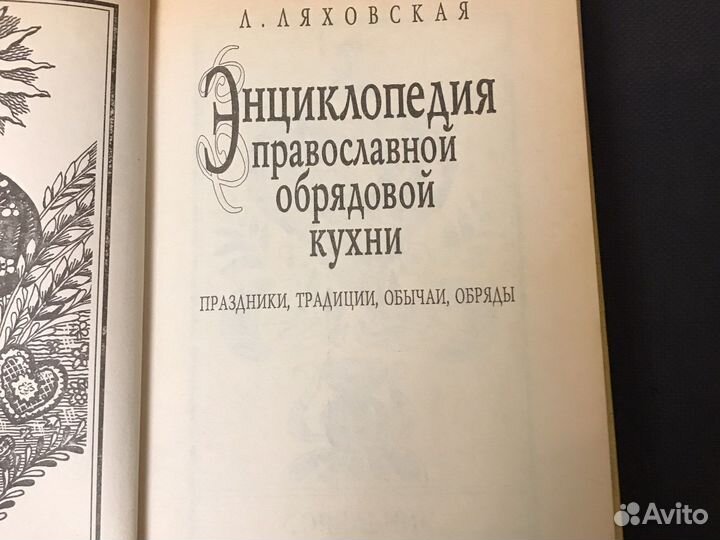 Л. ЛЯХОВСКАЯ
Энциклопедия
православной
обрядовой
кухни
ПРАЗДНИКИ, ТРАДИЦИИ, ОБЫЧАИ, ОБРЯДЫ
Avito